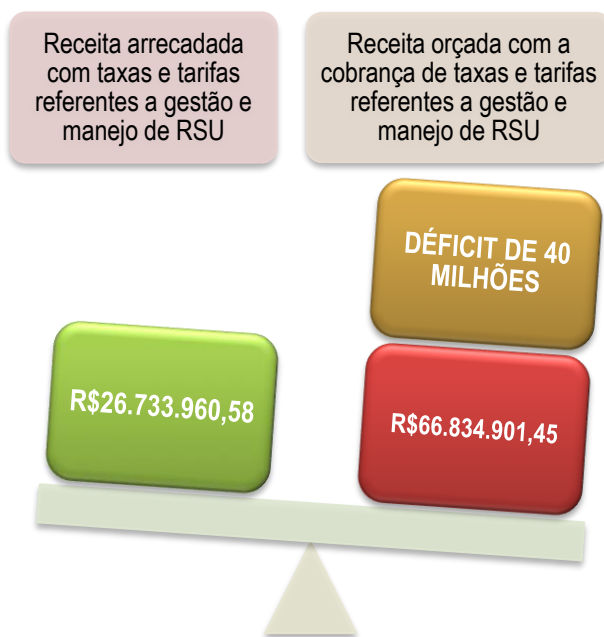 Receita arrecadada
com taxas e tarifas
referentes a gestão e
manejo de RSU
Receita orçada com a
cobrança de taxas e tarifas
referentes a gestão e
manejo de RSU
DÉFICIT DE 40
MILHÕES
R$26.733.960,58
R$66.834.901,45